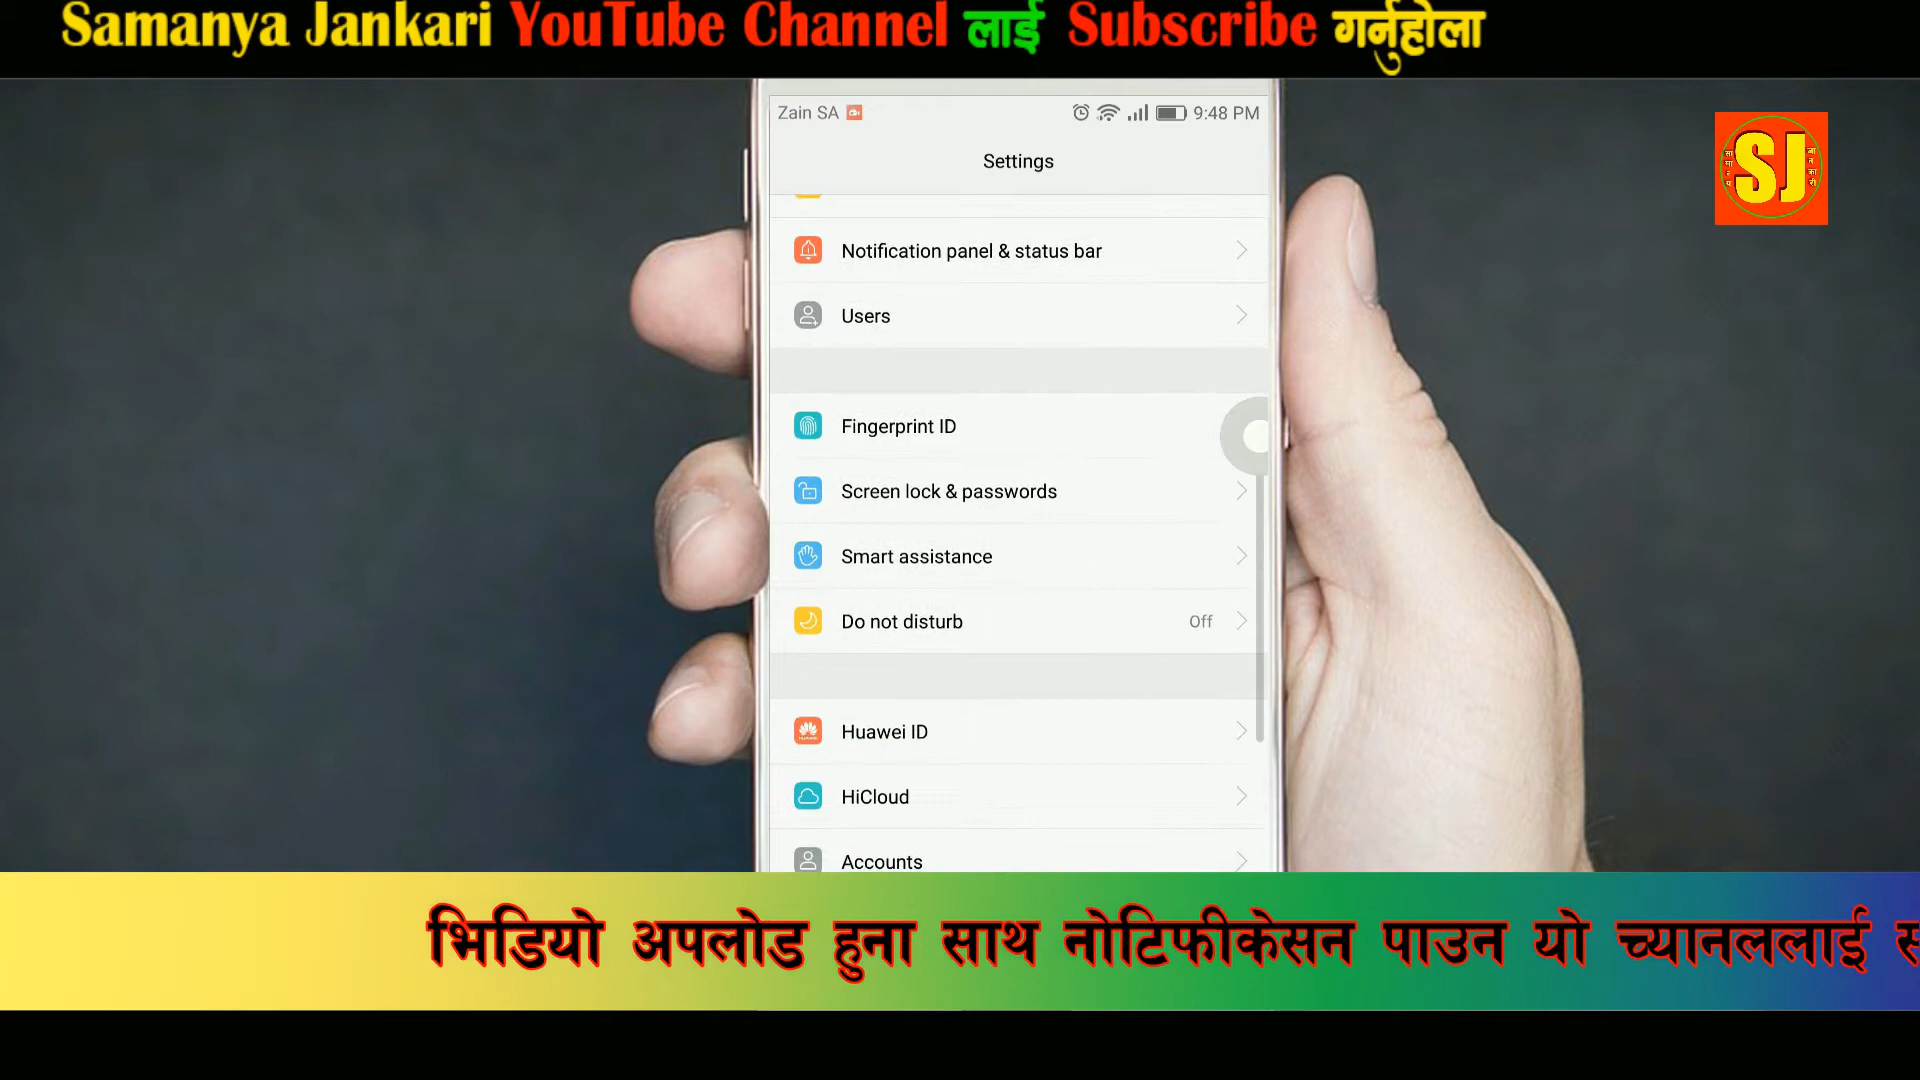 Samanya Jankari YouTube Channel लाई Subscribe गर्नुहोला
Zain SA
9:48 PM
Settings
SJ
सामान्य
जानकारी
Notification panel & status bar
Users
Fingerprint ID
Screen lock & passwords
Smart assistance
Do not disturb
Off
Huawei ID
HiCloud
Accounts
भिडियो अपलोड हुना साथ नोटिफीकेसन पाउन यो च्यानललाई